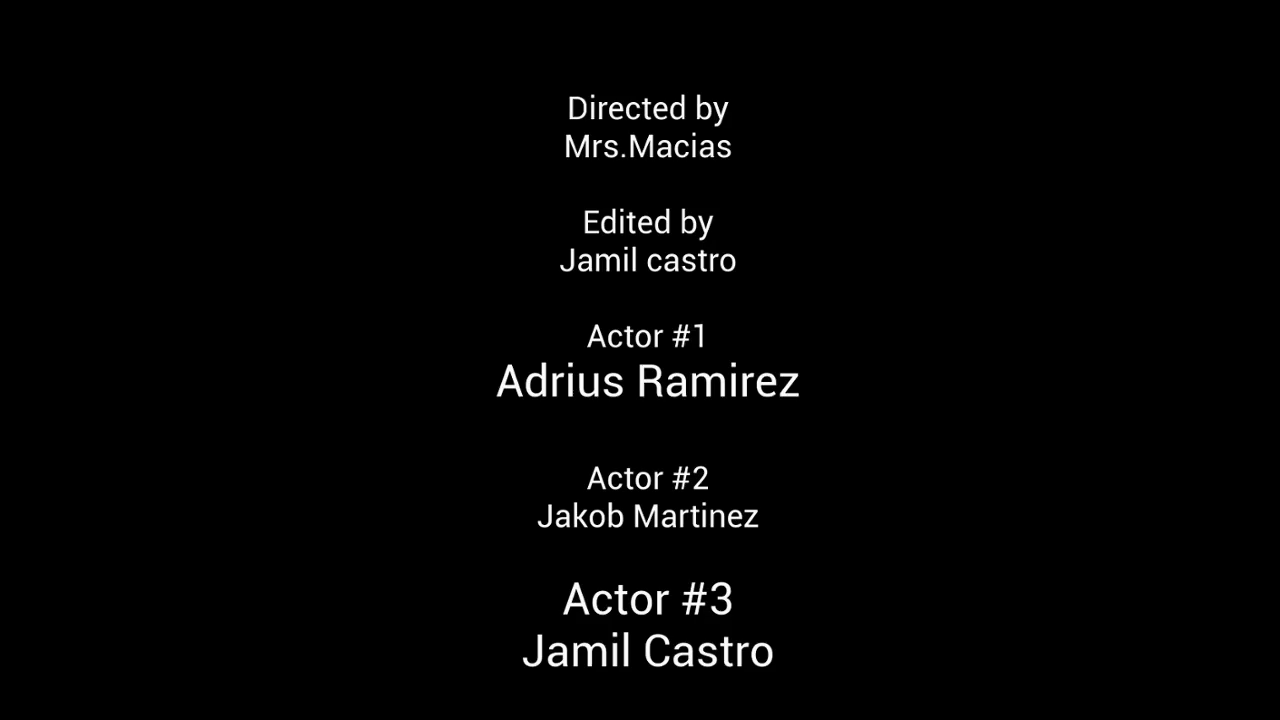 Directed by
Mrs.Macias
Edited by
Jamil castro
Actor #1
Adrius Ramirez
Actor #2
Jakob Martinez
Actor #3
Jamil Castro